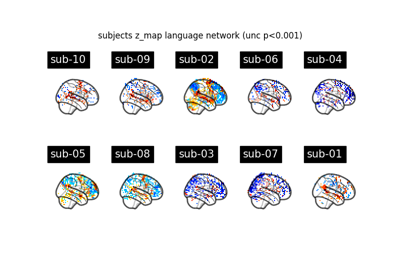 subjects z_map language network (unc p<0.001)
sub-10 sub-09 sub-02 sub-06 sub-04
sub-05 sub-08 sub-03 sub-07 sub-01